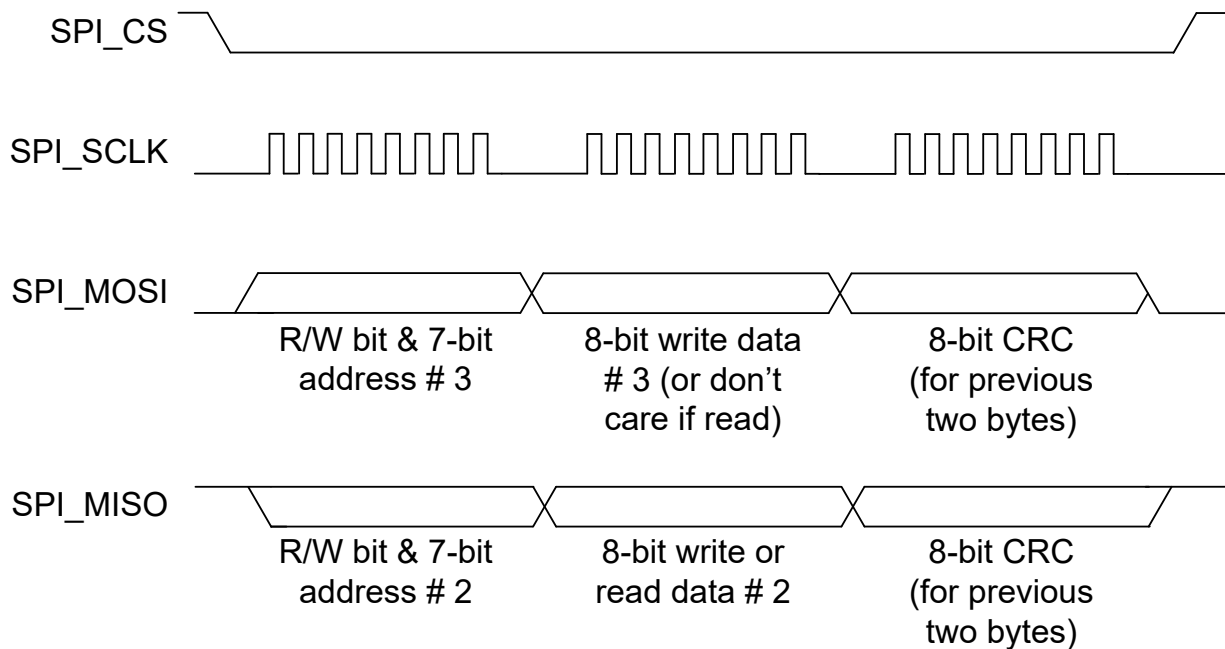 SPI_CS
SPI_SCLK
SPI_MOSI
R/W bit & 7-bit
address # 3
8-bit write data
# 3 (or don’t
care if read)
8-bit CRC
(for previous
two bytes)
SPI_MISO
R/W bit & 7-bit
address # 2
8-bit write or
read data # 2
8-bit CRC
(for previous
two bytes)